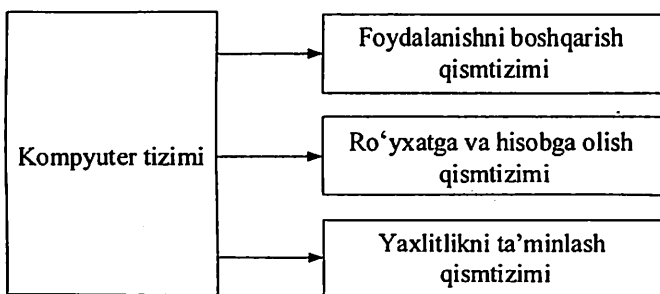 Kompyuter tizimi
Foydalanishni boshqarish
qismtizimi
Ro‘yxatga va hisobga olish
qismtizimi
Yaxlitlikni ta’minlash
qismtizimi